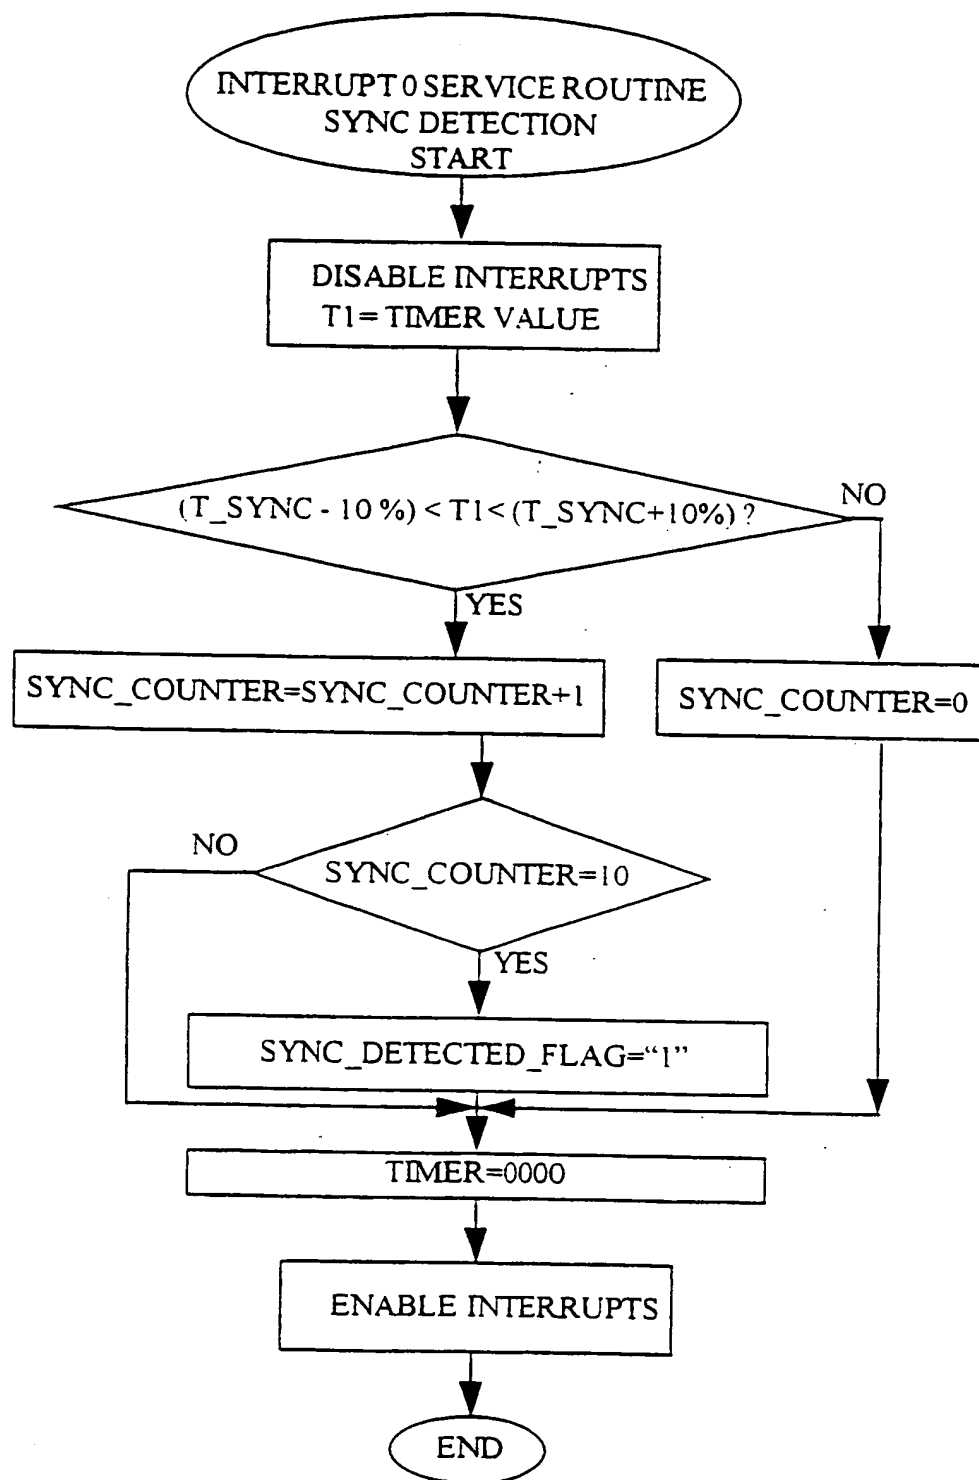 INTERRUPT 0 SERVICE ROUTINE
SYNC DETECTION
START
DISABLE INTERRUPTS
T1= TIMER VALUE
(T_SYNC - 10 %) < T1< (T_SYNC+10%) ?
NO
YES
SYNC_COUNTER=SYNC_COUNTER+1
SYNC_COUNTER=0
NO
SYNC_COUNTER=10
YES
SYNC_DETECTED_FLAG=“1”
TIMER=0000
ENABLE INTERRUPTS
END